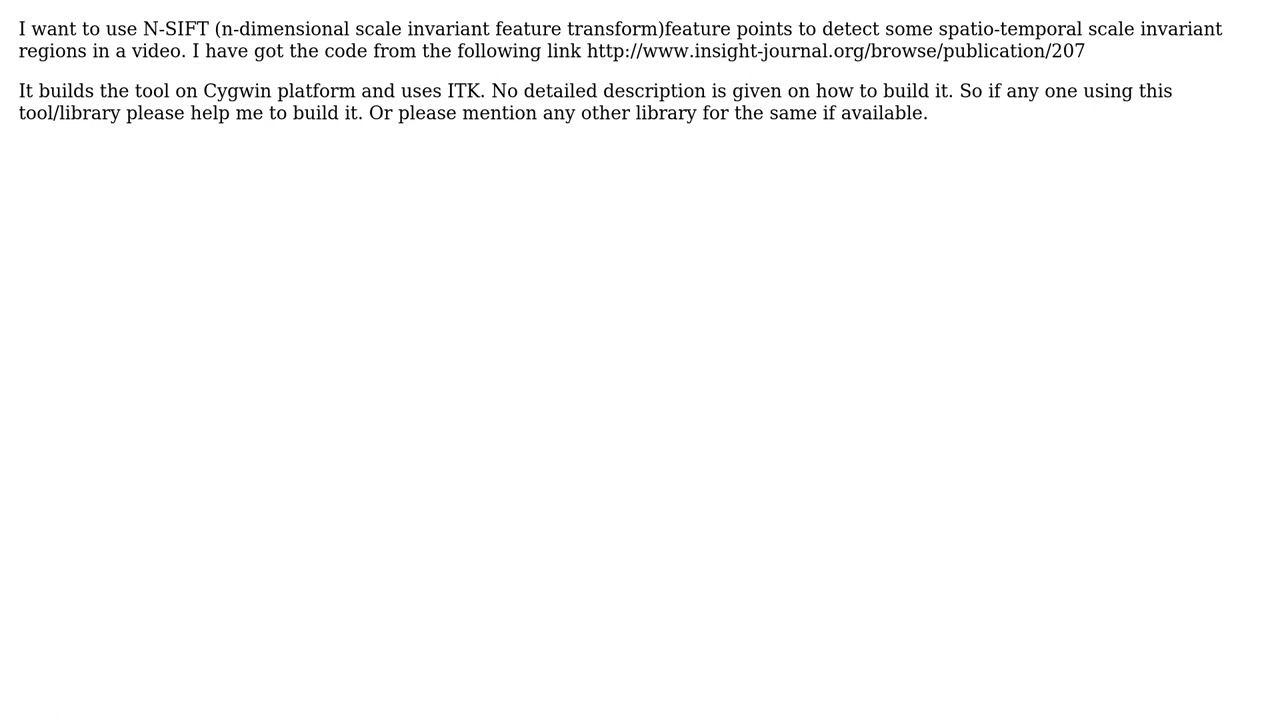 I want to use N-SIFT (n-dimensional scale invariant feature transform)feature points to detect some spatio-temporal scale invariant
regions in a video. I have got the code from the following link http://www.insight-journal.org/browse/publication/207
It builds the tool on Cygwin platform and uses ITK. No detailed description is given on how to build it. So if any one using this
tool/library please help me to build it. Or please mention any other library for the same if available.